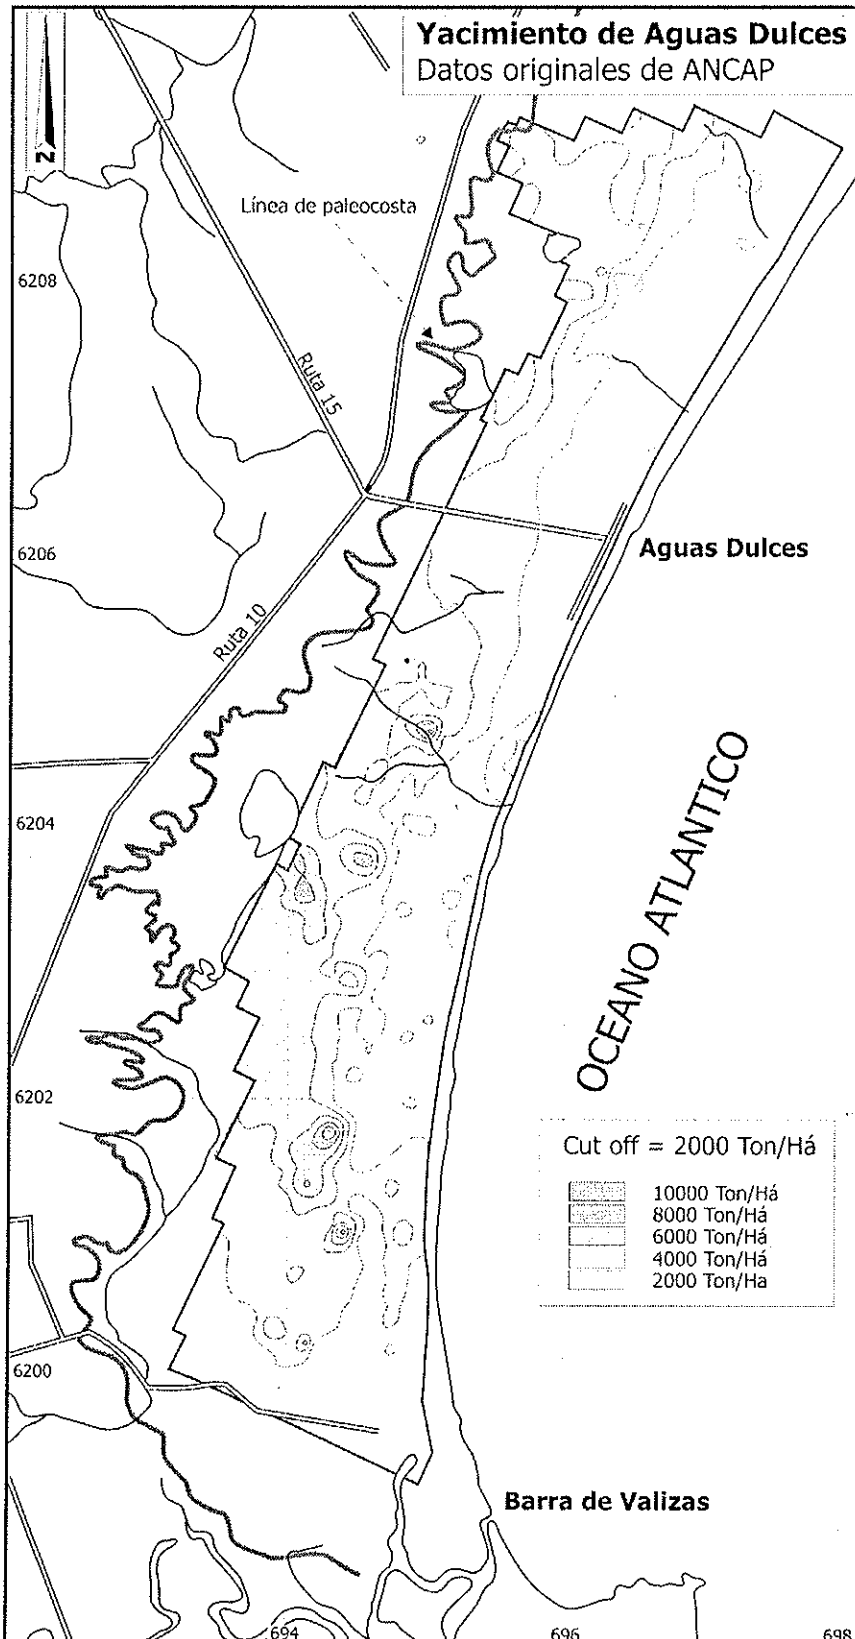 Yacimiento de Aguas Dulces
Datos originales de ANCAP
N
Línea de paleocosta
6208
Ruta 15
6206
Aguas Dulces
Ruta 10
6204
OCEANO ATLANTICO
6202
Cut off = 2000 Ton/Há
10000 Ton/Há
8000 Ton/Há
6000 Ton/Há
4000 Ton/Há
2000 Ton/Ha
6200
Barra de Valizas
694
696
698